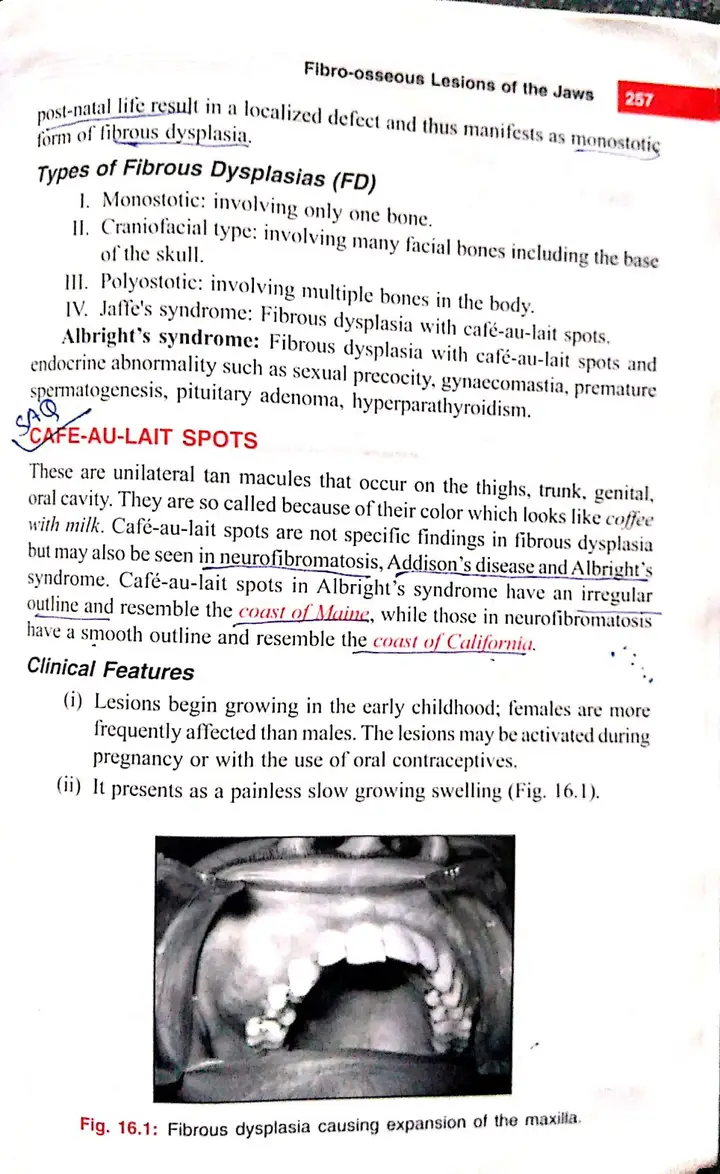 Fibro-osseous Lesions of the Jaws 257
post-natal life result in a localized defect and thus manifests as monostotic
form of fibrous dysplasia.
Types of Fibrous Dysplasias (FD)
I. Monostotic: involving only one bone.
II. Craniofacial type: involving many facial bones including the base
of the skull.
III. Polyostotic: involving multiple bones in the body.
IV. Jaffe's syndrome: Fibrous dysplasia with café-au-lait spots.
Albright's syndrome: Fibrous dysplasia with café-au-lait spots and
endocrine abnormality such as sexual precocity, gynaecomastia, premature
spermatogenesis, pituitary adenoma, hyperparathyroidism.
SAQ
CAFE-AU-LAIT SPOTS
These are unilateral tan macules that occur on the thighs, trunk, genital,
oral cavity. They are so called because of their color which looks like coffee
with milk. Café-au-lait spots are not specific findings in fibrous dysplasia
but may also be seen in neurofibromatosis, Addison's disease and Albright's
syndrome. Café-au-lait spots in Albright's syndrome have an irregular
outline and resemble the coast of Maine, while those in neurofibromatosis
have a smooth outline and resemble the coast of California.
Clinical Features
(i) Lesions begin growing in the early childhood; females are more
frequently affected than males. The lesions may be activated during
pregnancy or with the use of oral contraceptives.
(ii) It presents as a painless slow growing swelling (Fig. 16.1).
Fig. 16.1: Fibrous dysplasia causing expansion of the maxilla.